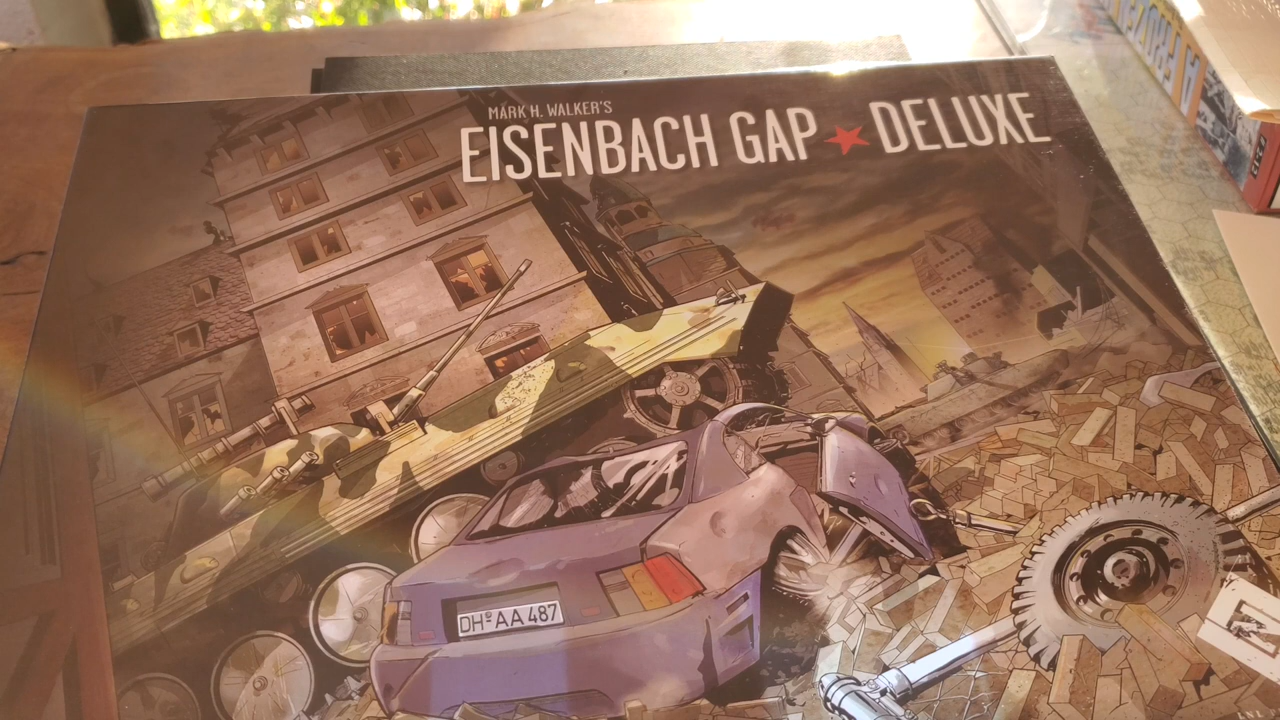 MARK H. WALKER'S
EISENBACH GAP ★ DELUXE
DH AA 487